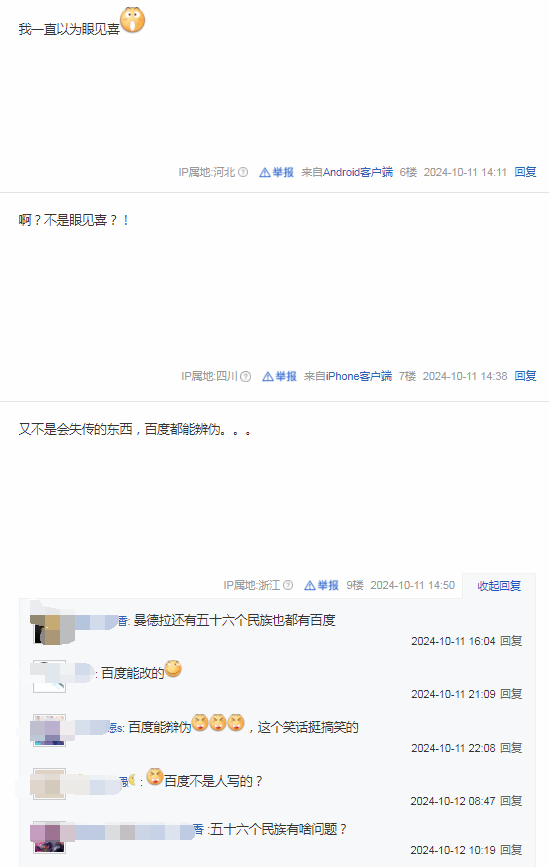 我一直以为眼见喜
IP属地:河北 举报 来自Android客户端 6楼 2024-10-11 14:11 回复
啊？不是眼见喜？！
IP属地:四川 举报 来自iPhone客户端 7楼 2024-10-11 14:38 回复
又不是会失传的东西，百度都能辨伪。。。
IP属地:浙江 举报 9楼 2024-10-11 14:50 收起回复
香: 曼德拉还有五十六个民族也都有百度
2024-10-11 16:04 回复
: 百度能改的
2024-10-11 21:09 回复
s: 百度能辩伪，这个笑话挺搞笑的
2024-10-11 22:08 回复
: 百度不是人写的？
2024-10-12 08:47 回复
香 :五十六个民族有啥问题？
2024-10-12 10:19 回复